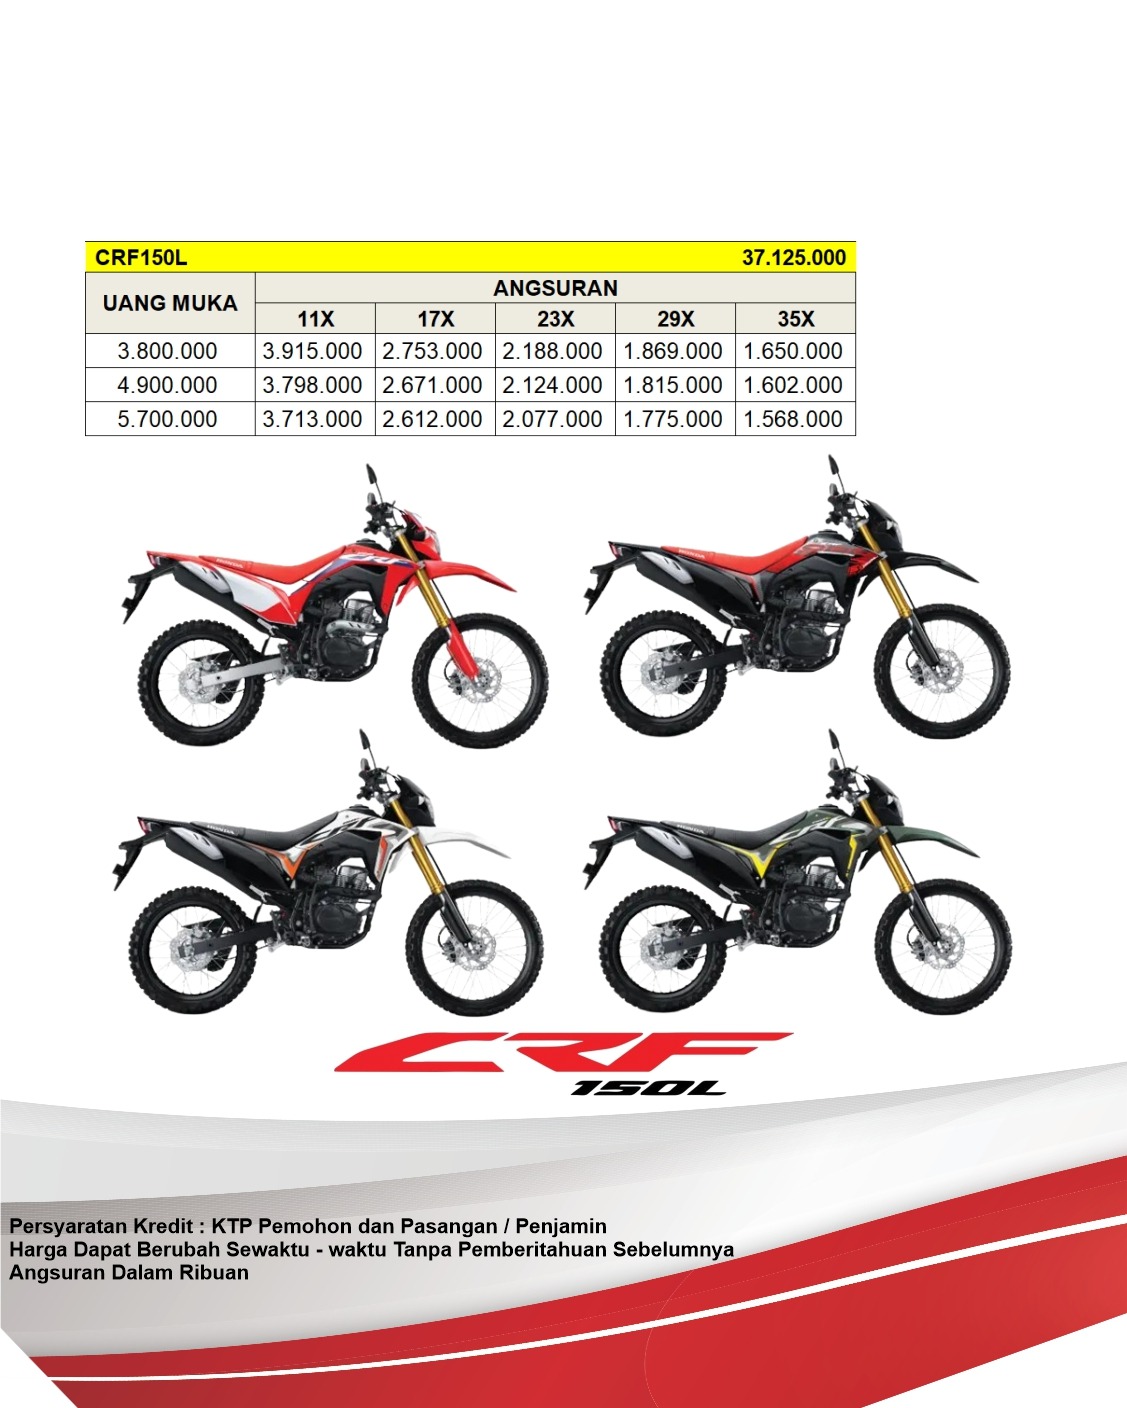 CRF150L 37.125.000
UANG MUKA ANGSURAN
11X 17X 23X 29X 35X
3.800.000 3.915.000 2.753.000 2.188.000 1.869.000 1.650.000
4.900.000 3.798.000 2.671.000 2.124.000 1.815.000 1.602.000
5.700.000 3.713.000 2.612.000 2.077.000 1.775.000 1.568.000
HONDA CRF
HONDA
HONDA
CRF
150L
Persyaratan Kredit : KTP Pemohon dan Pasangan / Penjamin
Harga Dapat Berubah Sewaktu - waktu Tanpa Pemberitahuan Sebelumnya
Angsuran Dalam Ribuan